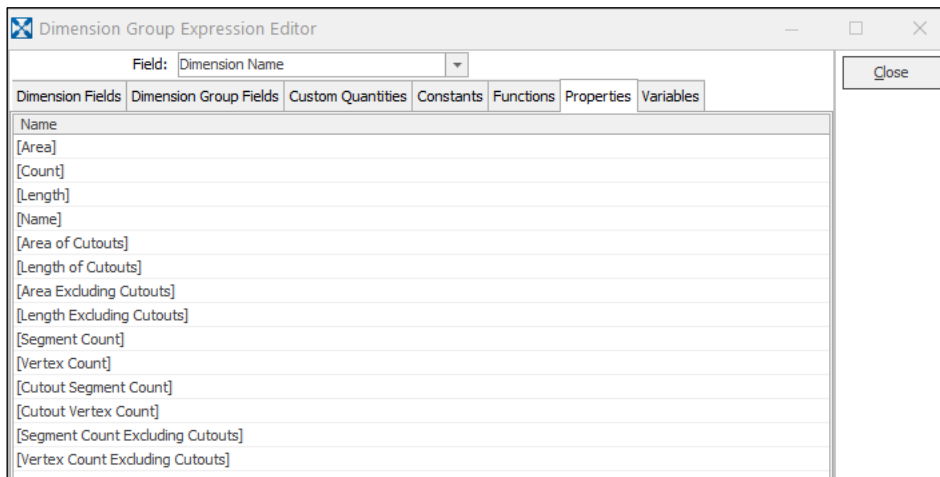 Dimension Group Expression Editor
Field: Dimension Name
Close
Dimension Fields Dimension Group Fields Custom Quantities Constants Functions Properties Variables
Name
[Area]
[Count]
[Length]
[Name]
[Area of Cutouts]
[Length of Cutouts]
[Area Excluding Cutouts]
[Length Excluding Cutouts]
[Segment Count]
[Vertex Count]
[Cutout Segment Count]
[Cutout Vertex Count]
[Segment Count Excluding Cutouts]
[Vertex Count Excluding Cutouts]